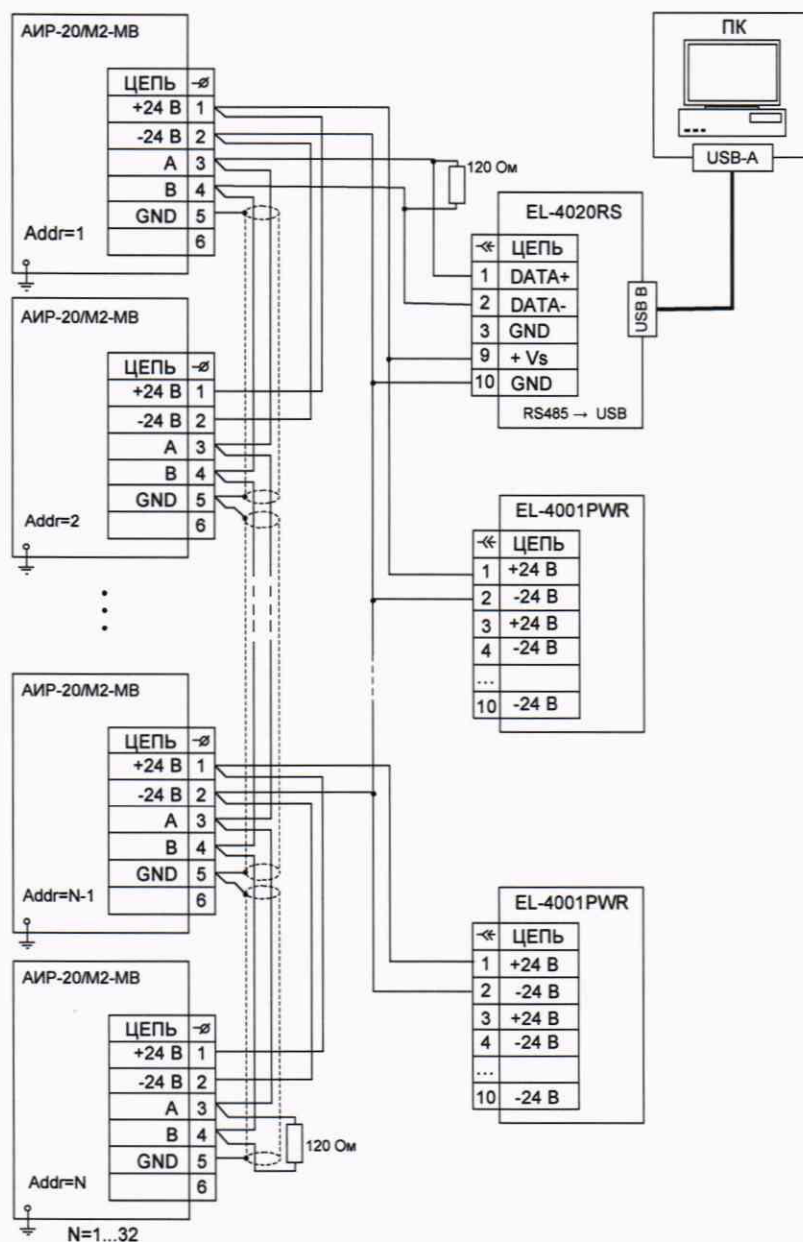 АИР-20/М2-МВ
ЦЕПЬ
+24 В 1
-24 В 2
А 3
В 4
GND 5
6
Addr=1
120 Ом
ПК
USB-A
EL-4020RS
ЦЕПЬ
1 DATA+
2 DATA-
3 GND
9 + Vs
10 GND
USB B
RS485 → USB
АИР-20/М2-МВ
ЦЕПЬ
+24 В 1
-24 В 2
А 3
В 4
GND 5
6
Addr=2
EL-4001PWR
ЦЕПЬ
1 +24 В
2 -24 В
3 +24 В
4 -24 В
...
10 -24 В
АИР-20/М2-МВ
ЦЕПЬ
+24 В 1
-24 В 2
А 3
В 4
GND 5
6
Addr=N-1
EL-4001PWR
ЦЕПЬ
1 +24 В
2 -24 В
3 +24 В
4 -24 В
...
10 -24 В
АИР-20/М2-МВ
ЦЕПЬ
+24 В 1
-24 В 2
А 3
В 4
GND 5
6
120 Ом
Addr=N
N=1...32